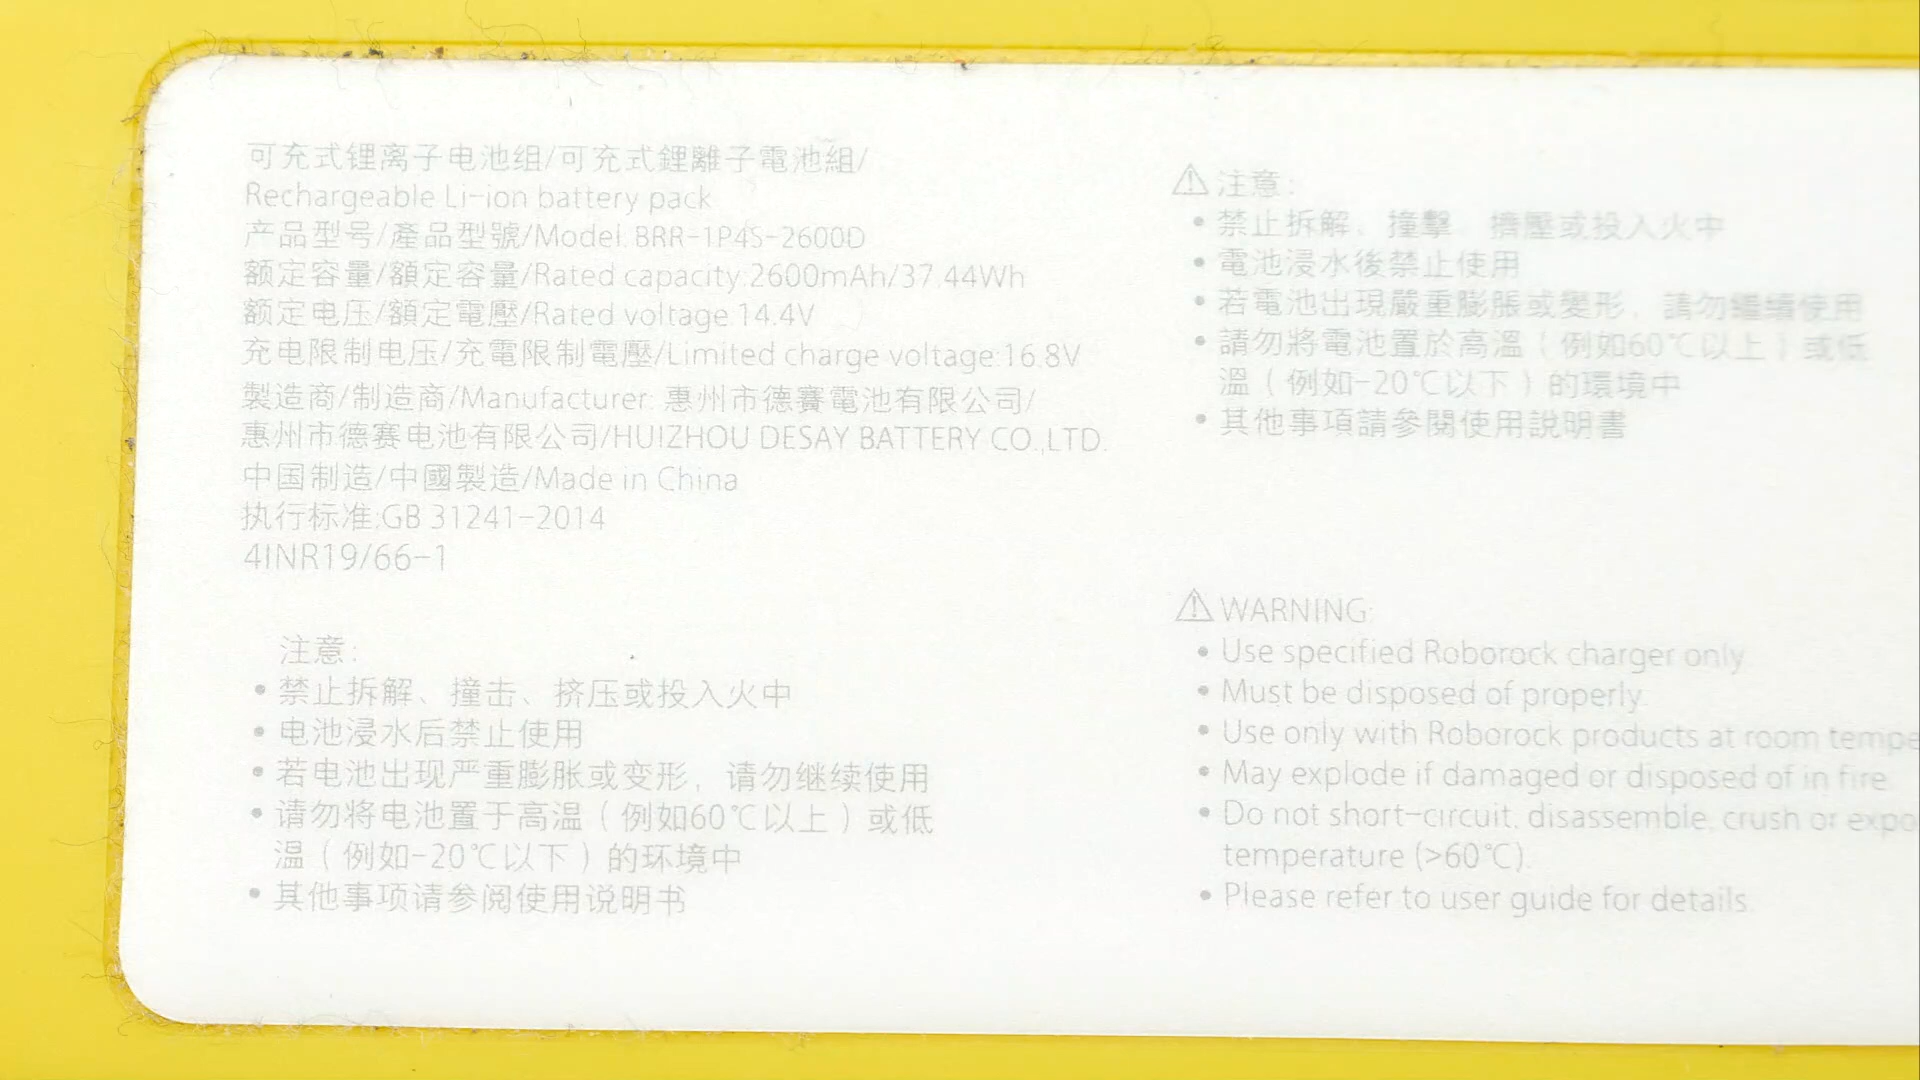 可充式锂离子电池组/可充式鋰離子電池組/
Rechargeable Li-ion battery pack
产品型号/產品型號/Model: BRR-1P4S-2600D
额定容量/額定容量/Rated capacity:2600mAh/37.44Wh
额定电压/額定電壓/Rated voltage:14.4V
充电限制电压/充電限制電壓/Limited charge voltage:16.8V
製造商/制造商/Manufacturer: 惠州市德賽電池有限公司/
惠州市德赛电池有限公司/HUIZHOU DESAY BATTERY CO.,LTD.
中国制造/中國製造/Made in China
执行标准:GB 31241-2014
4INR19/66-1
注意:
• 禁止拆解、撞击、挤压或投入火中
• 电池浸水后禁止使用
• 若电池出现严重膨胀或变形，请勿继续使用
• 请勿将电池置于高温（例如60℃以上）或低
温（例如-20℃以下）的环境中
• 其他事项请参阅使用说明书
⚠注意:
• 禁止拆解、撞擊、擠壓或投入火中
• 電池浸水後禁止使用
• 若電池出現嚴重膨脹或變形，請勿繼續使用
• 請勿將電池置於高溫（例如60℃以上）或低
溫（例如-20℃以下）的環境中
• 其他事項請參閱使用說明書
⚠WARNING:
• Use specified Roborock charger only.
• Must be disposed of properly.
• Use only with Roborock products at room tempe
• May explode if damaged or disposed of in fire.
• Do not short-circuit, disassemble, crush or expo
temperature (>60℃).
• Please refer to user guide for details.